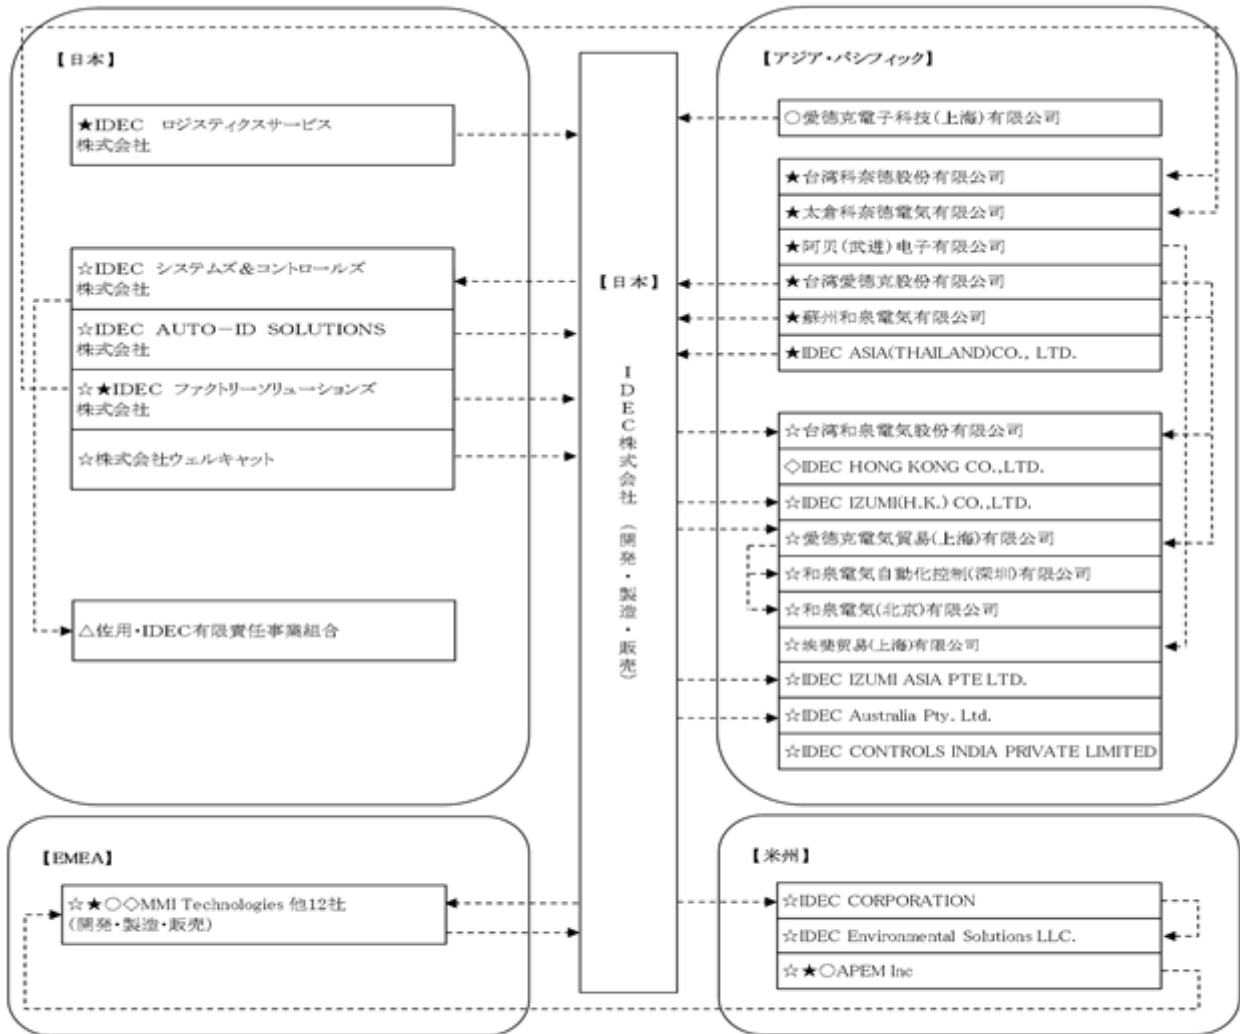 【日本】
★IDEC ロジスティクスサービス
株式会社
☆IDEC システムズ&コントロールズ
株式会社
☆IDEC AUTO－ID SOLUTIONS
株式会社
☆★IDEC ファクトリーソリューションズ
株式会社
☆株式会社ウェルキャット
△佐用・IDEC有限責任事業組合
【日本】
IDEC株式会社 (開発・製造・販売)
【アジア・パシフィック】
○愛德克電子科技(上海)有限公司
★台湾科奈德股份有限公司
★太倉科奈德電気有限公司
★阿贝(武进)电子有限公司
★台湾愛德克股份有限公司
★蘇州和泉電気有限公司
★IDEC ASIA(THAILAND)CO., LTD.
☆台湾和泉電気股份有限公司
◇IDEC HONG KONG CO.,LTD.
☆IDEC IZUMI(H.K.) CO.,LTD.
☆愛德克電気貿易(上海)有限公司
☆和泉電気自動化控制(深圳)有限公司
☆和泉電気(北京)有限公司
☆埃斐贸易(上海)有限公司
☆IDEC IZUMI ASIA PTE LTD.
☆IDEC Australia Pty. Ltd.
☆IDEC CONTROLS INDIA PRIVATE LIMITED
【EMEA】
☆★○◇MMI Technologies 他12社
(開発・製造・販売)
【米州】
☆IDEC CORPORATION
☆IDEC Environmental Solutions LLC.
☆★○APEM Inc